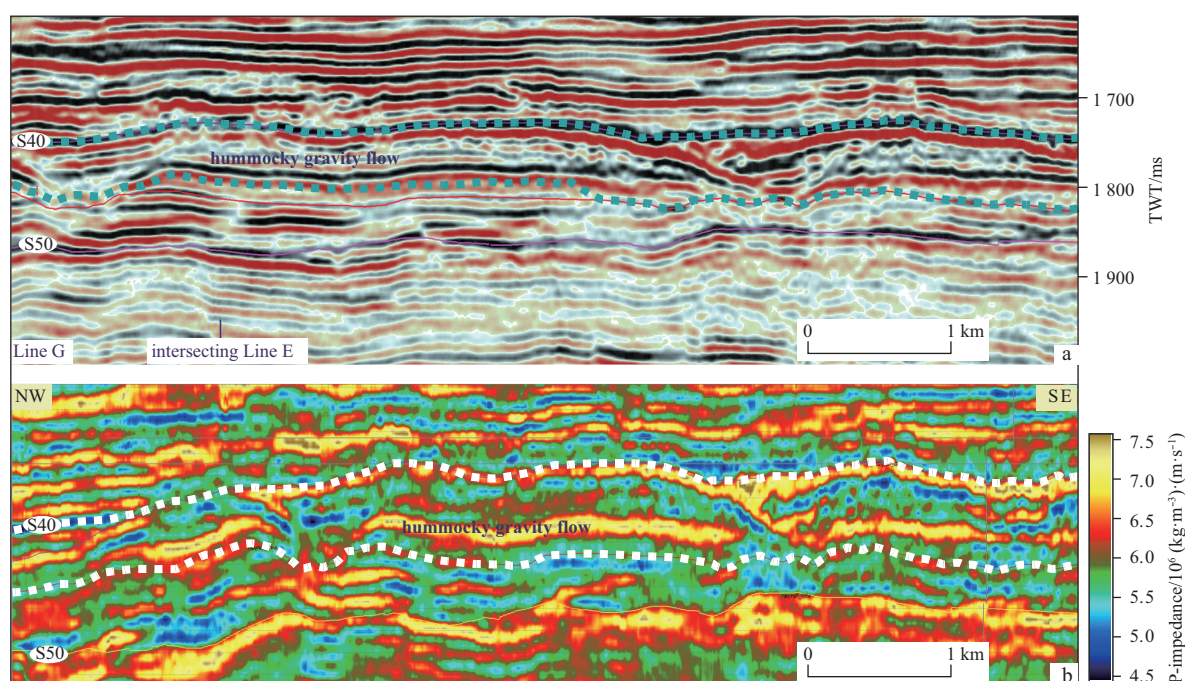 1 700
S40
hummocky gravity flow
1 800
TWT/ms
S50
1 900
0 1 km
Line G intersecting Line E a
NW SE
7.5
7.0
S40
hummocky gravity flow
6.5
6.0
5.5
5.0
4.5
P-impedance/10⁶ (kg·m⁻³)·(m·s⁻¹)
S50
0 1 km
b